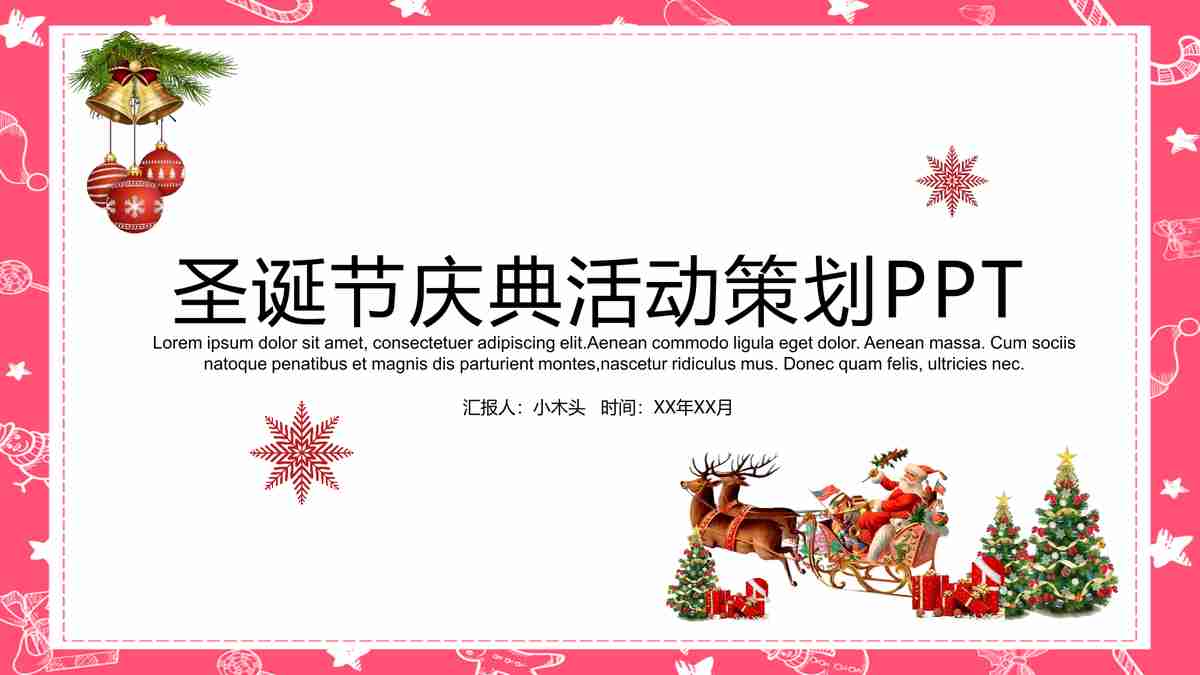 圣诞节庆典活动策划PPT
Lorem ipsum dolor sit amet, consectetuer adipiscing elit.Aenean commodo ligula eget dolor. Aenean massa. Cum sociis
natoque penatibus et magnis dis parturient montes,nascetur ridiculus mus. Donec quam felis, ultricies nec.
汇报人：小木头 时间：XX年XX月